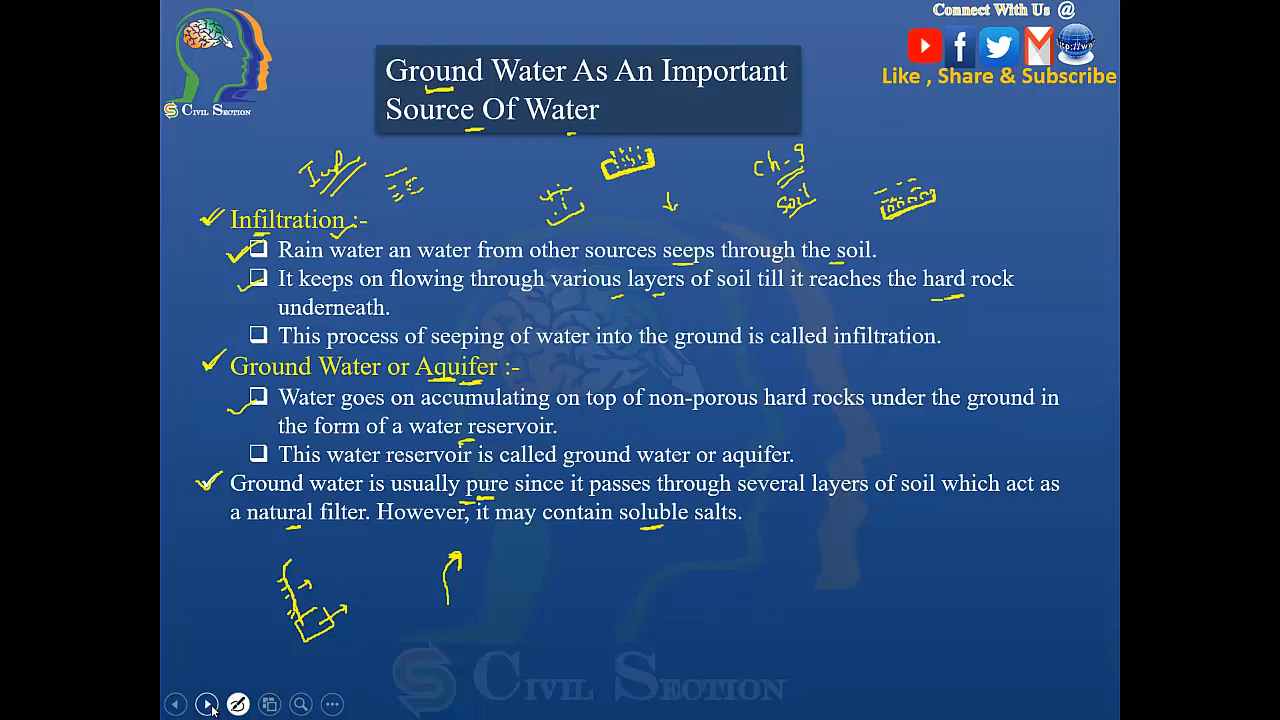 Connect With Us @
http://www
Like , Share & Subscribe
S CIVIL SECTION
Ground Water As An Important
Source Of Water
Ch-9
Soil
Infiltration :-
Rain water an water from other sources seeps through the soil.
It keeps on flowing through various layers of soil till it reaches the hard rock
underneath.
This process of seeping of water into the ground is called infiltration.
Ground Water or Aquifer :-
Water goes on accumulating on top of non-porous hard rocks under the ground in
the form of a water reservoir.
This water reservoir is called ground water or aquifer.
Ground water is usually pure since it passes through several layers of soil which act as
a natural filter. However, it may contain soluble salts.
S CIVIL SECTION